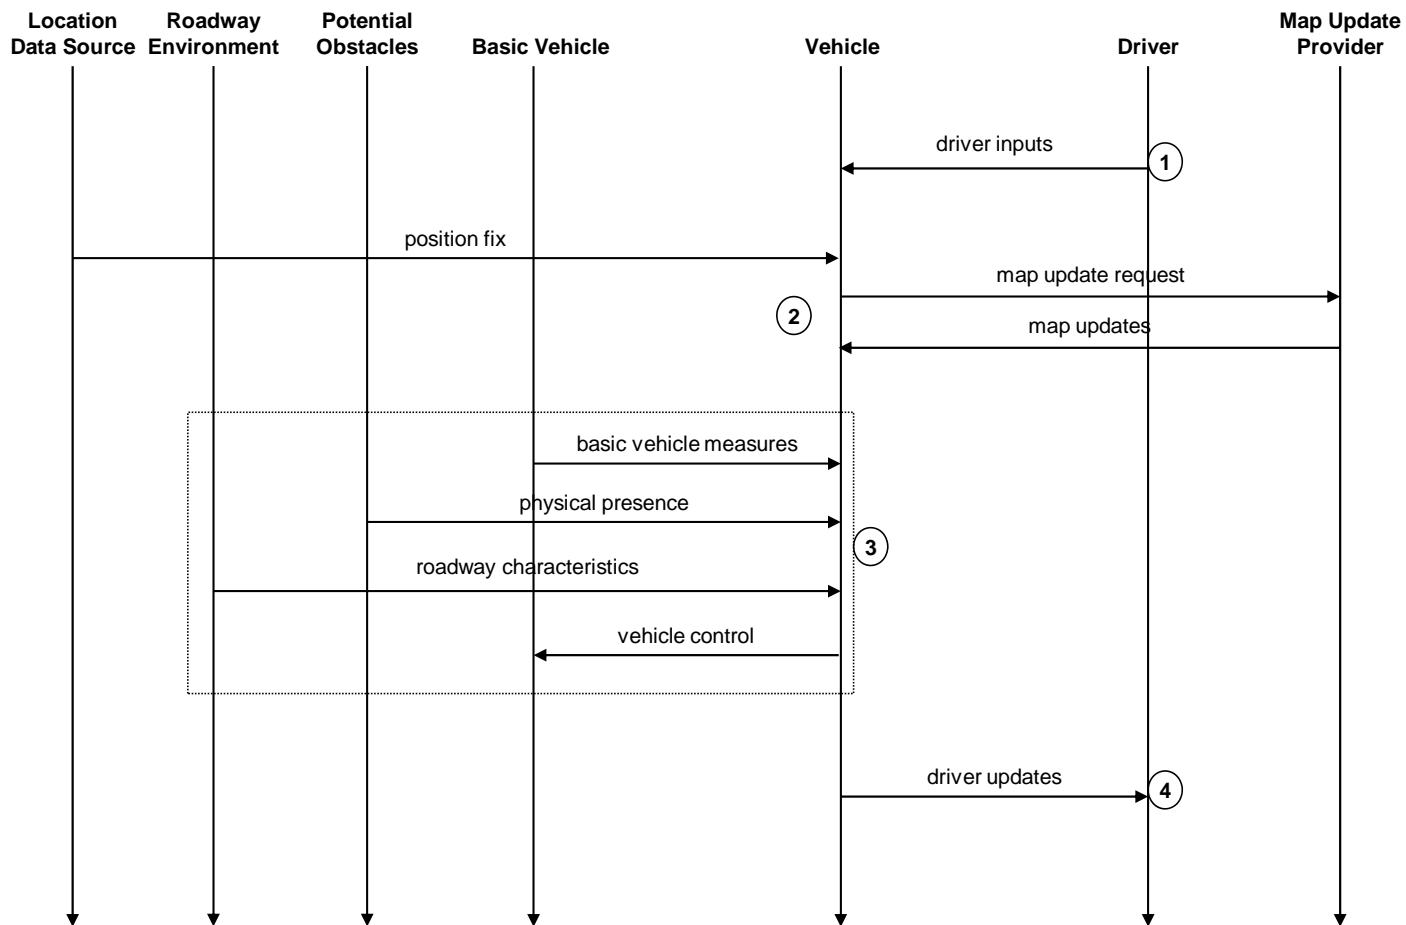 Location
Data Source
Roadway
Environment
Potential
Obstacles
Basic Vehicle
Vehicle
Driver
Map Update
Provider
driver inputs
1
position fix
map update request
2
map updates
basic vehicle measures
physical presence
3
roadway characteristics
vehicle control
driver updates
4